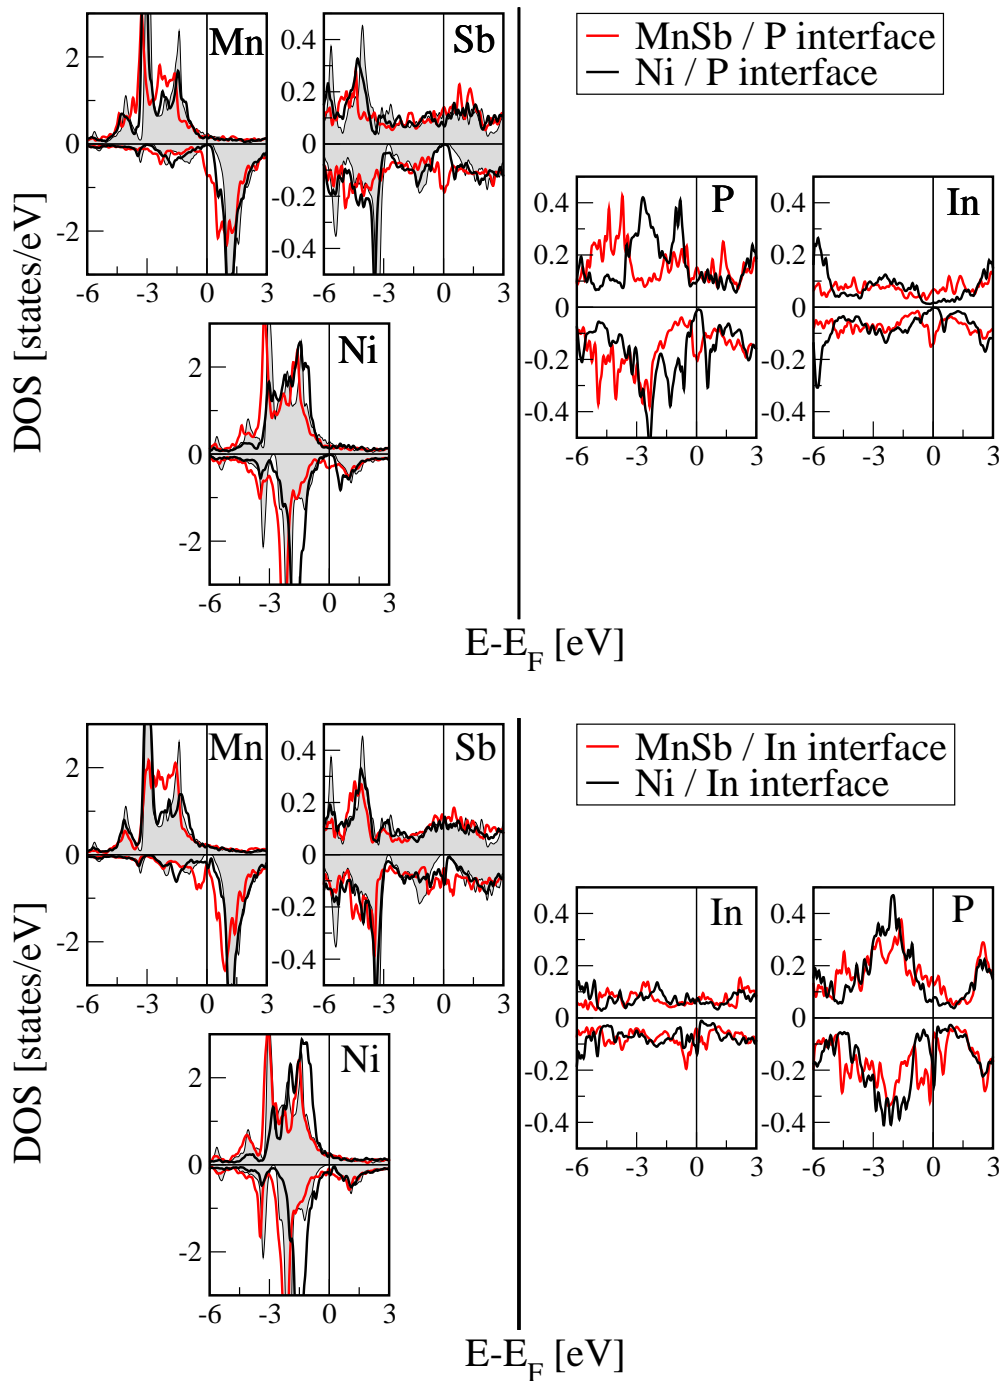 Mn
Sb
MnSb / P interface
Ni / P interface
2
0
-2
-6 -3 0 3
0.4
0.2
0
-0.2
-0.4
-6 -3 0 3
P
0.4
0.2
0
-0.2
-0.4
-6 -3 0 3
In
0.4
0.2
0
-0.2
-0.4
-6 -3 0 3
Ni
2
0
-2
-6 -3 0 3
DOS [states/eV]
E-E_F [eV]
Mn
Sb
MnSb / In interface
Ni / In interface
2
0
-2
-6 -3 0 3
0.4
0.2
0
-0.2
-0.4
-6 -3 0 3
In
0.4
0.2
0
-0.2
-0.4
-6 -3 0 3
P
0.4
0.2
0
-0.2
-0.4
-6 -3 0 3
Ni
2
0
-2
-6 -3 0 3
DOS [states/eV]
E-E_F [eV]